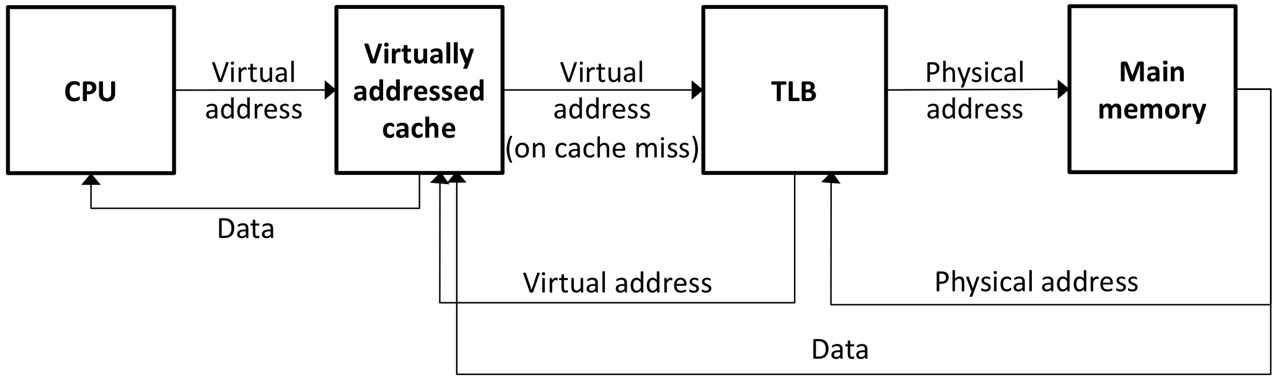 CPU
Virtual
address
Virtually
addressed
cache
Virtual
address
(on cache miss)
TLB
Physical
address
Main
memory
Data
Virtual address
Physical address
Data